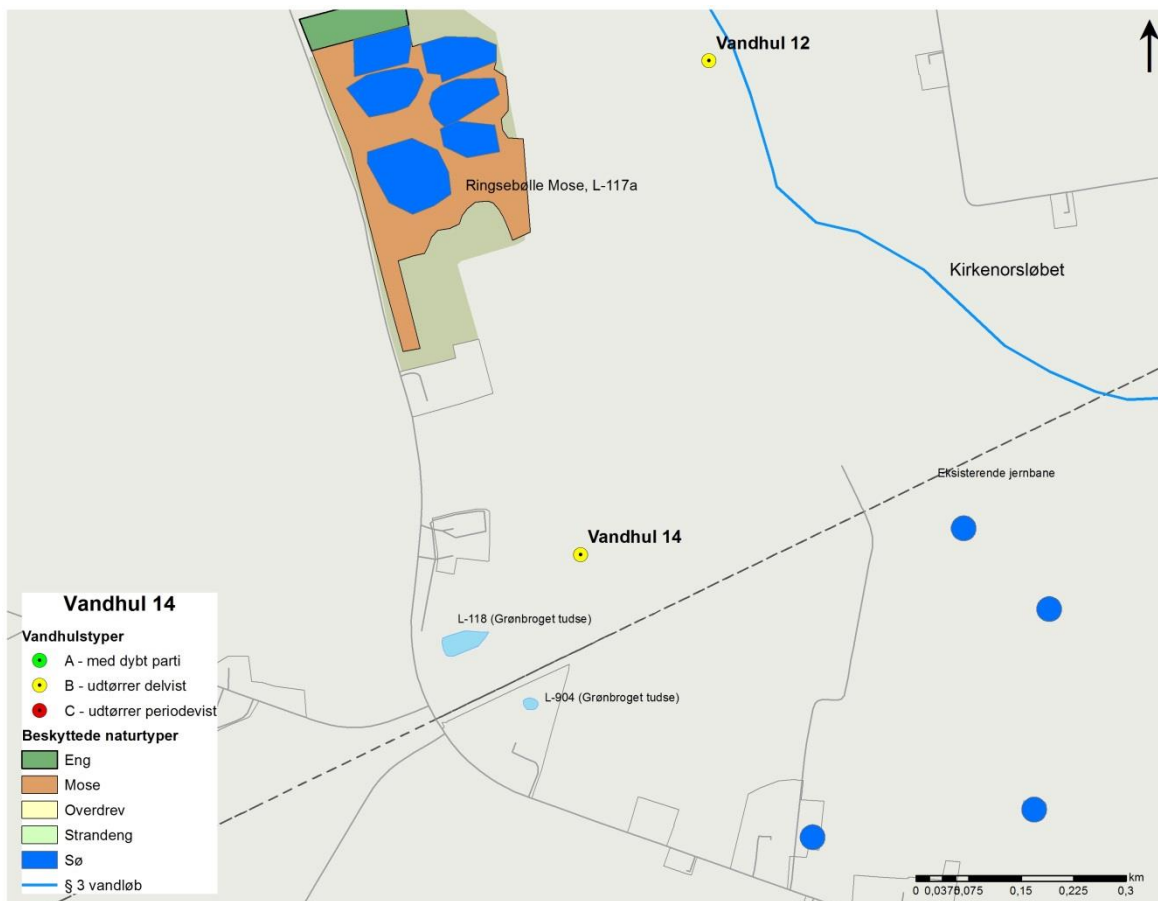 Vandhul 12
Ringsebølle Mose, L-117a
Kirkenorsløbet
Eksisterende jernbane
Vandhul 14
L-118 (Grønbroget tudse)
L-904 (Grønbroget tudse)
Vandhul 14
Vandhulstyper
A - med dybt parti
B - udtørrer delvist
C - udtørrer periodevist
Beskyttede naturtyper
Eng
Mose
Overdrev
Strandeng
Sø
§ 3 vandløb
km
0 0,0375 0,075 0,15 0,225 0,3